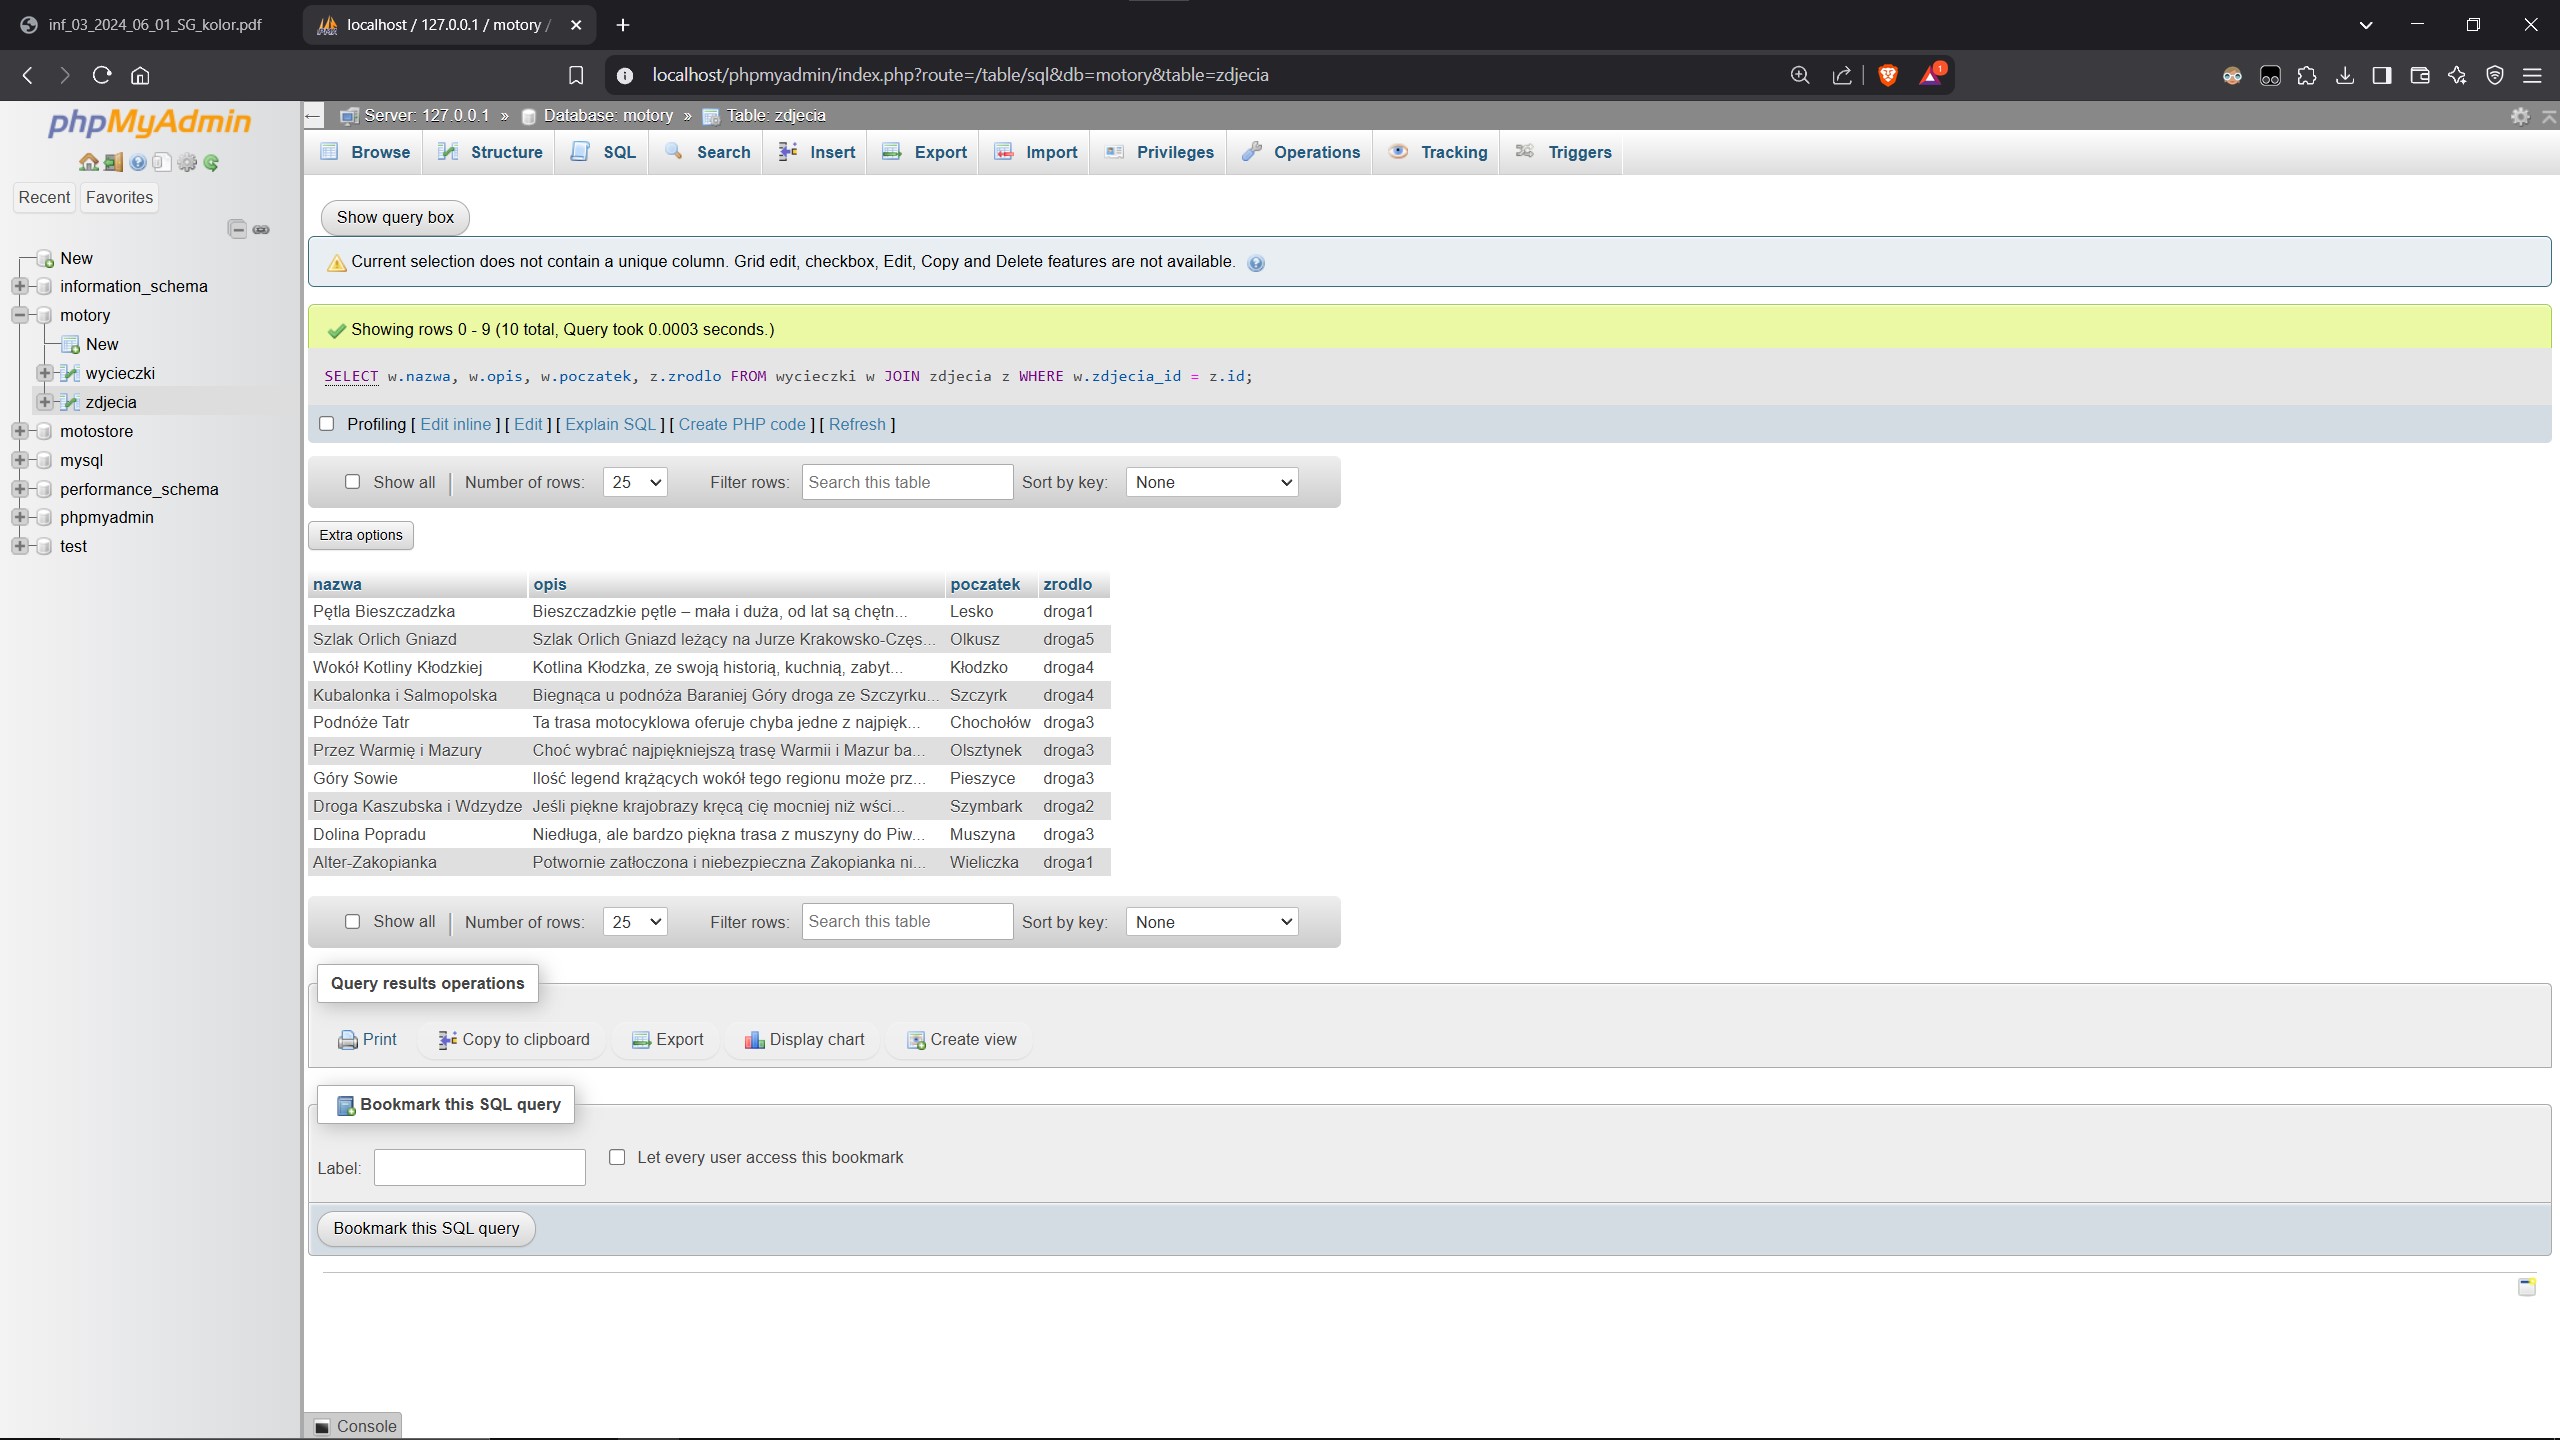 inf_03_2024_06_01_SG_kolor.pdf
localhost / 127.0.0.1 / motory /
localhost/phpmyadmin/index.php?route=/table/sql&db=motory&table=zdjecia
1
phpMyAdmin
Recent Favorites
New
information_schema
motory
New
wycieczki
zdjecia
motostore
mysql
performance_schema
phpmyadmin
test
Server: 127.0.0.1 » Database: motory » Table: zdjecia
Browse Structure SQL Search Insert Export Import Privileges Operations Tracking Triggers
Show query box
Current selection does not contain a unique column. Grid edit, checkbox, Edit, Copy and Delete features are not available.
Showing rows 0 - 9 (10 total, Query took 0.0003 seconds.)
SELECT w.nazwa, w.opis, w.poczatek, z.zrodlo FROM wycieczki w JOIN zdjecia z WHERE w.zdjecia_id = z.id;
Profiling [ Edit inline ] [ Edit ] [ Explain SQL ] [ Create PHP code ] [ Refresh ]
Show all Number of rows: 25 Filter rows: Search this table Sort by key: None
Extra options
nazwa opis poczatek zrodlo
Pętla Bieszczadzka Bieszczadzkie pętle – mała i duża, od lat są chętn... Lesko droga1
Szlak Orlich Gniazd Szlak Orlich Gniazd leżący na Jurze Krakowsko-Częs... Olkusz droga5
Wokół Kotliny Kłodzkiej Kotlina Kłodzka, ze swoją historią, kuchnią, zabyt... Kłodzko droga4
Kubalonka i Salmopolska Biegnąca u podnóża Baraniej Góry droga ze Szczyrku... Szczyrk droga4
Podnóże Tatr Ta trasa motocyklowa oferuje chyba jedne z najpięk... Chochołów droga3
Przez Warmię i Mazury Choć wybrać najpiękniejszą trasę Warmii i Mazur ba... Olsztynek droga3
Góry Sowie Ilość legend krążących wokół tego regionu może prz... Pieszyce droga3
Droga Kaszubska i Wdzydze Jeśli piękne krajobrazy kręcą cię mocniej niż wści... Szymbark droga2
Dolina Popradu Niedługa, ale bardzo piękna trasa z muszyny do Piw... Muszyna droga3
Alter-Zakopianka Potwornie zatłoczona i niebezpieczna Zakopianka ni... Wieliczka droga1
Show all Number of rows: 25 Filter rows: Search this table Sort by key: None
Query results operations
Print Copy to clipboard Export Display chart Create view
Bookmark this SQL query
Label: Let every user access this bookmark
Bookmark this SQL query
Console